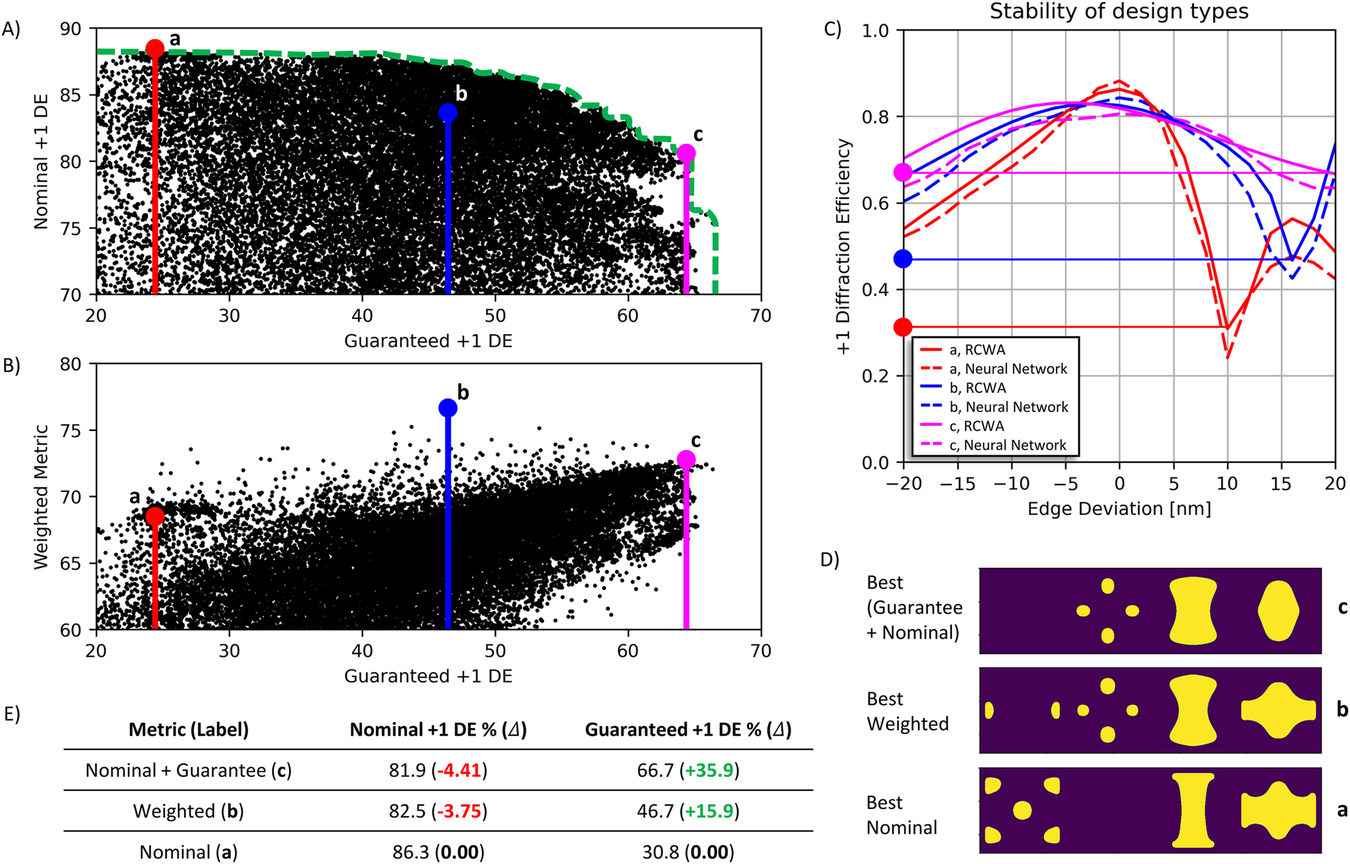 A)
90
85
80
75
70
Nominal +1 DE
a
b
c
20 30 40 50 60 70
Guaranteed +1 DE
B)
80
75
70
65
60
Weighted Metric
a
b
c
20 30 40 50 60 70
Guaranteed +1 DE
C)
Stability of design types
1.0
0.8
0.6
0.4
0.2
0.0
+1 Diffraction Efficiency
a, RCWA
a, Neural Network
b, RCWA
b, Neural Network
c, RCWA
c, Neural Network
−20 −15 −10 −5 0 5 10 15 20
Edge Deviation [nm]
D)
Best
(Guarantee
+ Nominal)
c
Best
Weighted
b
Best
Nominal
a
E)
Metric (Label) Nominal +1 DE % (Δ) Guaranteed +1 DE % (Δ)
Nominal + Guarantee (c) 81.9 (-4.41) 66.7 (+35.9)
Weighted (b) 82.5 (-3.75) 46.7 (+15.9)
Nominal (a) 86.3 (0.00) 30.8 (0.00)